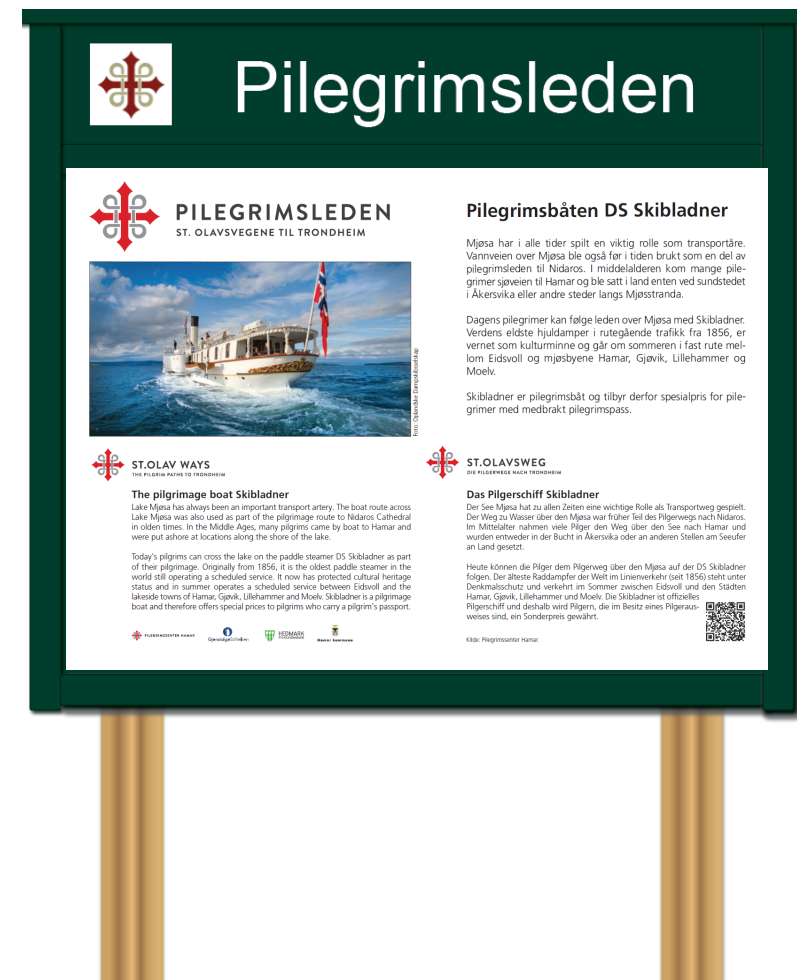 Pilegrimsleden
PILEGRIMSLEDEN
ST. OLAVSVEGENE TIL TRONDHEIM
Foto: Oplandske Dampskibsselskap
Pilegrimsbåten DS Skibladner
Mjøsa har i alle tider spilt en viktig rolle som transportåre.
Vannveien over Mjøsa ble også før i tiden brukt som en del av
pilegrimsleden til Nidaros. I middelalderen kom mange pile-
grimer sjøveien til Hamar og ble satt i land enten ved sundstedet
i Åkersvika eller andre steder langs Mjøsstranda.
Dagens pilegrimer kan følge leden over Mjøsa med Skibladner.
Verdens eldste hjuldamper i rutegående trafikk fra 1856, er
vernet som kulturminne og går om sommeren i fast rute mel-
lom Eidsvoll og mjøsbyene Hamar, Gjøvik, Lillehammer og
Moelv.
Skibladner er pilegrimsbåt og tilbyr derfor spesialpris for pile-
grimer med medbrakt pilegrimspass.
ST.OLAV WAYS
THE PILGRIM PATHS TO TRONDHEIM
The pilgrimage boat Skibladner
Lake Mjøsa has always been an important transport artery. The boat route across
Lake Mjøsa was also used as part of the pilgrimage route to Nidaros Cathedral
in olden times. In the Middle Ages, many pilgrims came by boat to Hamar and
were put ashore at locations along the shore of the lake.
Today's pilgrims can cross the lake on the paddle steamer DS Skibladner as part
of their pilgrimage. Originally from 1856, it is the oldest paddle steamer in the
world still operating a scheduled service. It now has protected cultural heritage
status and in summer operates a scheduled service between Eidsvoll and the
lakeside towns of Hamar, Gjøvik, Lillehammer and Moelv. Skibladner is a pilgrimage
boat and therefore offers special prices to pilgrims who carry a pilgrim's passport.
PILEGRIMSSENTER HAMAR
Gjensidigestiftelsen
HEDMARK
FYLKESKOMMUNE
Hamar kommune
ST.OLAVSWEG
DIE PILGERWEGE NACH TRONDHEIM
Das Pilgerschiff Skibladner
Der See Mjøsa hat zu allen Zeiten eine wichtige Rolle als Transportweg gespielt.
Der Weg zu Wasser über den Mjøsa war früher Teil des Pilgerwegs nach Nidaros.
Im Mittelalter nahmen viele Pilger den Weg über den See nach Hamar und
wurden entweder in der Bucht in Åkersvika oder an anderen Stellen am Seeufer
an Land gesetzt.
Heute können die Pilger dem Pilgerweg über den Mjøsa auf der DS Skibladner
folgen. Der älteste Raddampfer der Welt im Linienverkehr (seit 1856) steht unter
Denkmalsschutz und verkehrt im Sommer zwischen Eidsvoll und den Städten
Hamar, Gjøvik, Lillehammer und Moelv. Die Skibladner ist offizielles
Pilgerschiff und deshalb wird Pilgern, die im Besitz eines Pilgeraus-
weises sind, ein Sonderpreis gewährt.
Kilde: Pilegrimssenter Hamar.